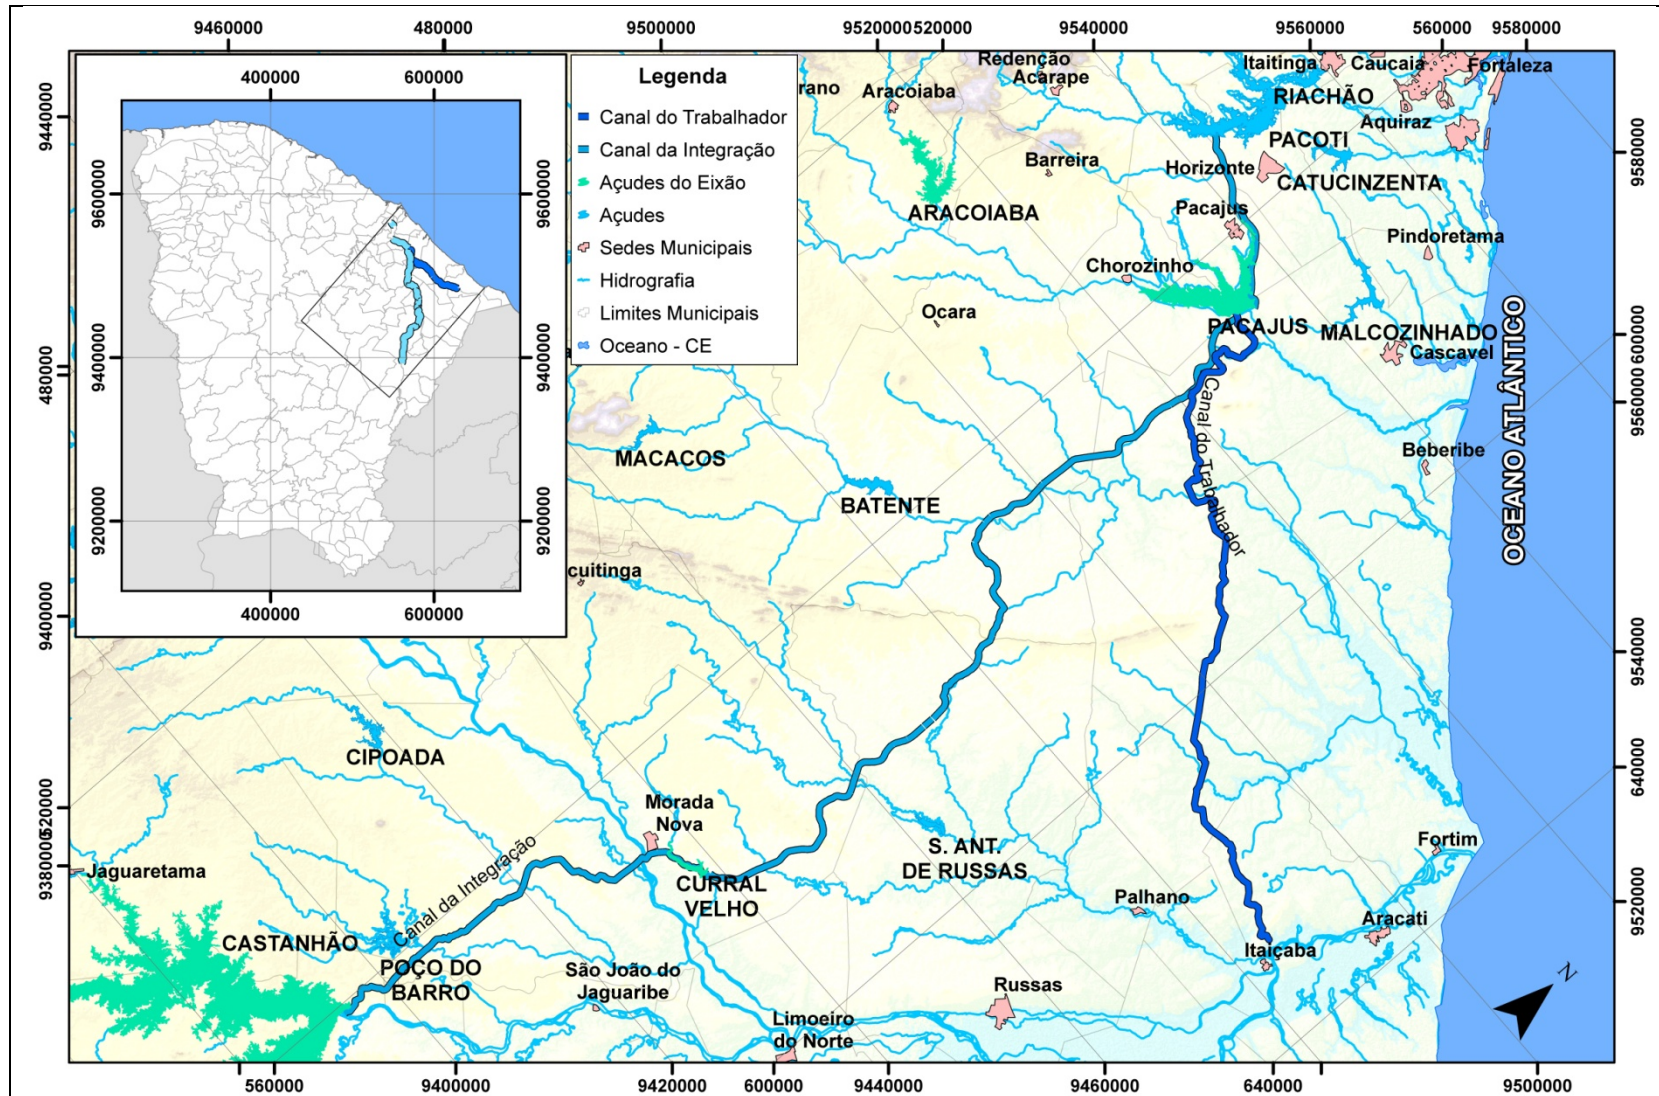 9460000
9480000
9500000
9520000
520000
9540000
9560000
560000
9580000
400000
600000
9600000
9400000
9200000
9600000
9400000
9200000
400000
600000
Legenda
Canal do Trabalhador
Canal da Integração
Açudes do Eixão
Açudes
Sedes Municipais
Hidrografia
Limites Municipais
Oceano - CE
9440000
480000
9400000
520000
9380000
rano
Aracoiaba
Redenção
Acarape
Itaitinga
Caucaia
Fortaleza
RIACHÃO
Aquiraz
PACOTI
Barreira
Horizonte
CATUCINZENTA
ARACOIABA
Pacajus
Pindoretama
Chorozinho
Ocara
PACAJUS
MALCOZINHADO
Cascavel
OCEANO ATLÂNTICO
Canal do Trabalhador
Beberibe
MACACOS
BATENTE
cuitinga
CIPOADA
Morada
Nova
Canal da Integração
CURRAL
VELHO
S. ANT.
DE RUSSAS
Fortim
Jaguaretama
Palhano
Aracati
CASTANHÃO
Itaiçaba
POÇO DO
BARRO
São João do
Jaguaribe
Russas
Limoeiro
do Norte
N
9580000
600000
9560000
9540000
640000
9520000
560000
9400000
9420000
600000
9440000
9460000
640000
9500000